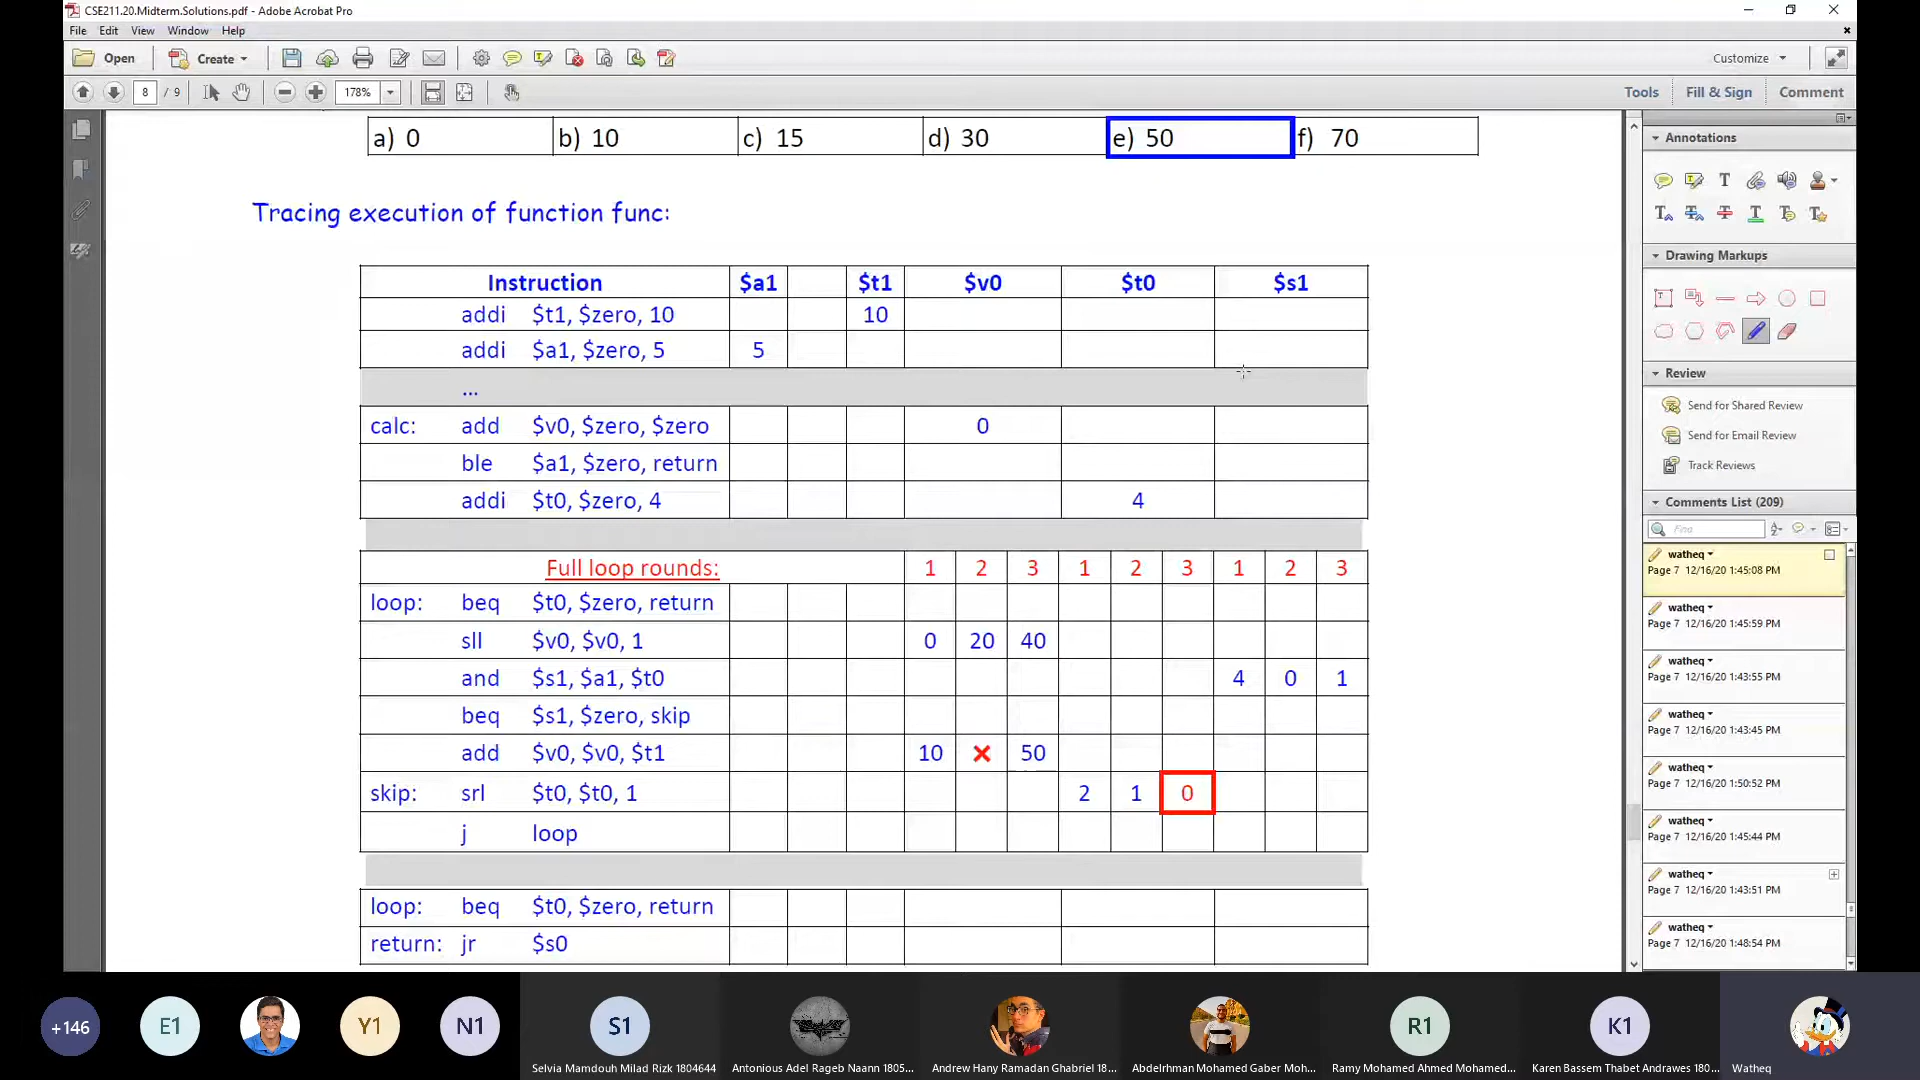 CSE211.20.Midterm.Solutions.pdf - Adobe Acrobat Pro
File Edit View Window Help
Open Create Customize
8 / 9 178% Tools Fill & Sign Comment
a) 0 b) 10 c) 15 d) 30 e) 50 f) 70
Tracing execution of function func:
Instruction $a1 $t1 $v0 $t0 $s1
addi $t1, $zero, 10 10
addi $a1, $zero, 5 5
...
calc: add $v0, $zero, $zero 0
ble $a1, $zero, return
addi $t0, $zero, 4 4
Full loop rounds: 1 2 3 1 2 3 1 2 3
loop: beq $t0, $zero, return
sll $v0, $v0, 1 0 20 40
and $s1, $a1, $t0 4 0 1
beq $s1, $zero, skip
add $v0, $v0, $t1 10 × 50
skip: srl $t0, $t0, 1 2 1 0
j loop
loop: beq $t0, $zero, return
return: jr $s0
Annotations
Drawing Markups
Review
Send for Shared Review
Send for Email Review
Track Reviews
Comments List (209)
Find
watheq
Page 7 12/16/20 1:45:08 PM
watheq
Page 7 12/16/20 1:45:59 PM
watheq
Page 7 12/16/20 1:43:55 PM
watheq
Page 7 12/16/20 1:43:45 PM
watheq
Page 7 12/16/20 1:50:52 PM
watheq
Page 7 12/16/20 1:45:44 PM
watheq
Page 7 12/16/20 1:43:51 PM
watheq
Page 7 12/16/20 1:48:54 PM
+146 E1 Y1 N1 S1 R1 K1
Selvia Mamdouh Milad Rizk 1804644 Antonious Adel Rageb Naann 1805... Andrew Hany Ramadan Ghabriel 18... Abdelrhman Mohamed Gaber Moh... Ramy Mohamed Ahmed Mohamed... Karen Bassem Thabet Andrawes 180... Watheq